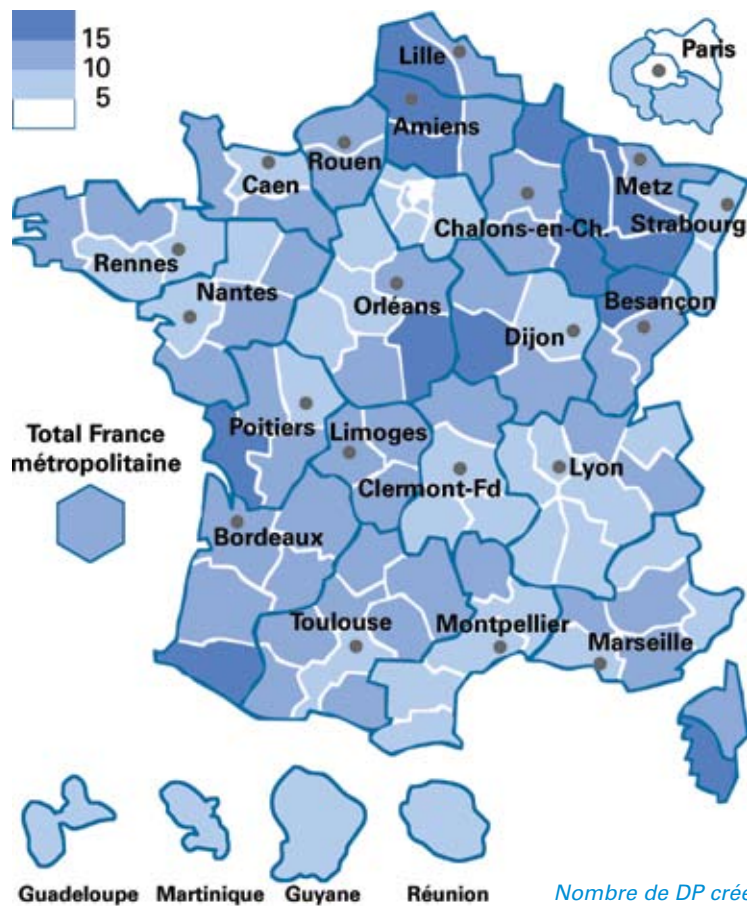 15
10
5
Lille
Paris
Amiens
Rouen
Caen
Metz
Chalons-en-Ch.
Strabourg
Rennes
Nantes
Orléans
Besançon
Dijon
Total France
métropolitaine
Poitiers
Limoges
Lyon
Clermont-Fd
Bordeaux
Toulouse
Montpellier
Marseille
Guadeloupe
Martinique
Guyane
Réunion
Nombre de DP crée